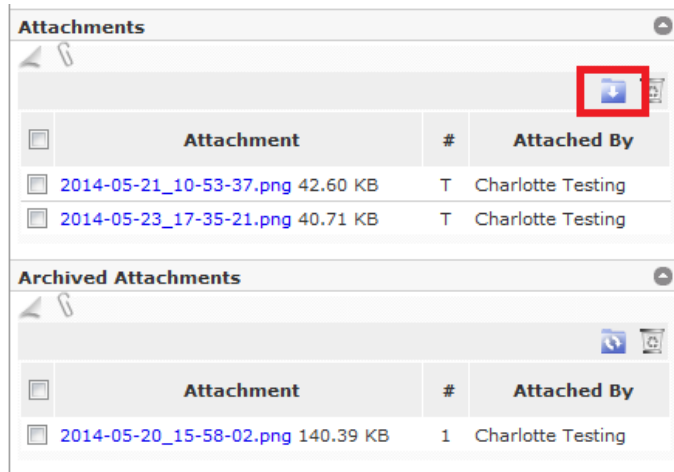 Attachments
Attachment # Attached By
2014-05-21_10-53-37.png 42.60 KB T Charlotte Testing
2014-05-23_17-35-21.png 40.71 KB T Charlotte Testing
Archived Attachments
Attachment # Attached By
2014-05-20_15-58-02.png 140.39 KB 1 Charlotte Testing